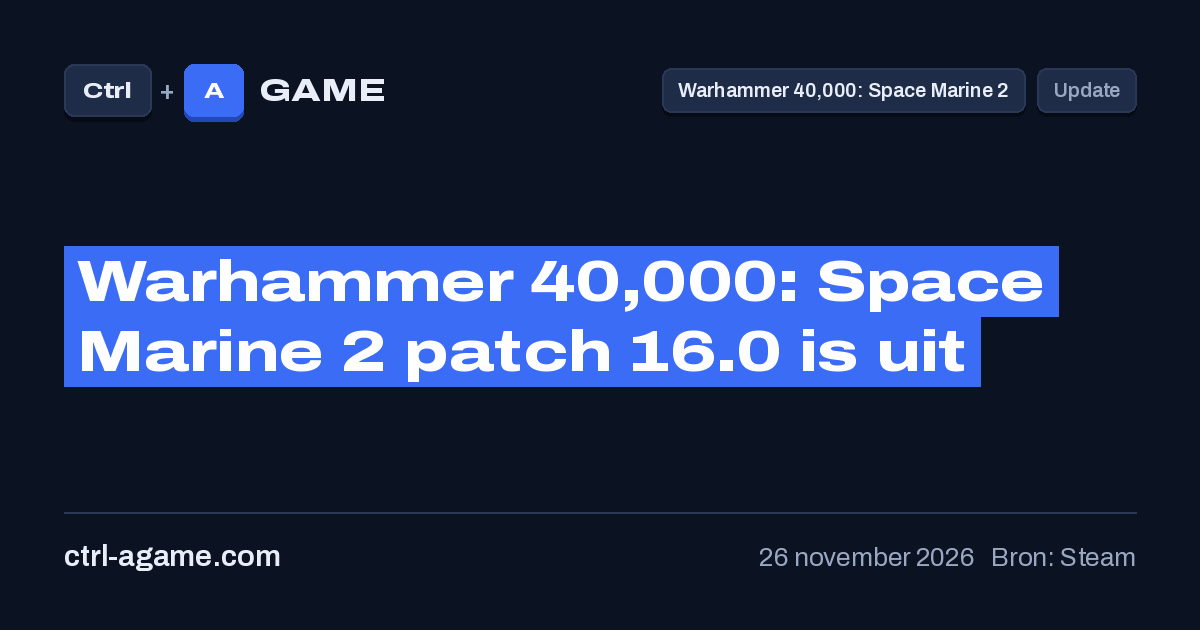 Ctrl + A GAME
Warhammer 40,000: Space Marine 2
Update
Warhammer 40,000: Space
Marine 2 patch 16.0 is uit
ctrl-agame.com
26 november 2026 Bron: Steam